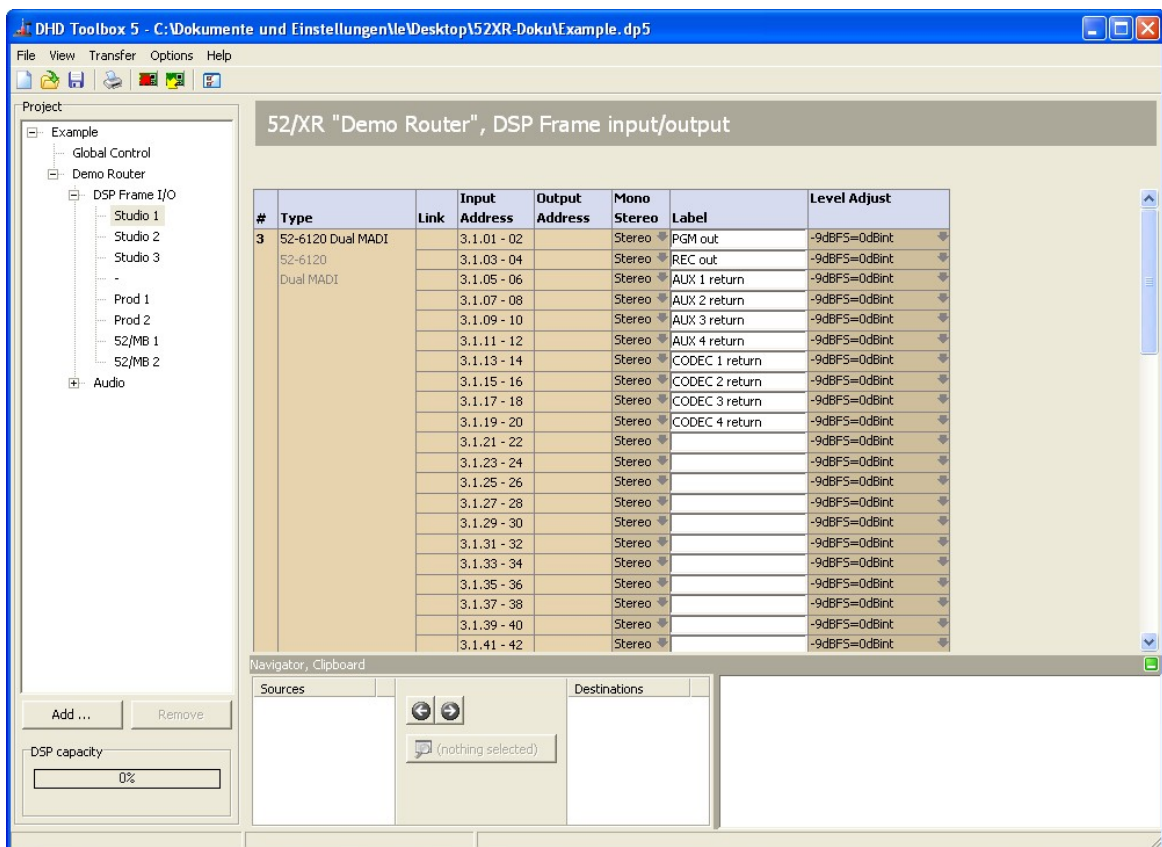 DHD Toolbox 5 - C:\Dokumente und Einstellungen\le\Desktop\52XR-Doku\Example.dp5
File View Transfer Options Help
Project
Example
Global Control
Demo Router
DSP Frame I/O
Studio 1
Studio 2
Studio 3
-
Prod 1
Prod 2
52/MB 1
52/MB 2
Audio
Add ... Remove
DSP capacity
0%
52/XR "Demo Router", DSP Frame input/output
# Type Link Input Address Output Address Mono Stereo Label Level Adjust
3 52-6120 Dual MADI 3.1.01 - 02 Stereo PGM out -9dBFS=0dBint
52-6120 3.1.03 - 04 Stereo REC out -9dBFS=0dBint
Dual MADI 3.1.05 - 06 Stereo AUX 1 return -9dBFS=0dBint
3.1.07 - 08 Stereo AUX 2 return -9dBFS=0dBint
3.1.09 - 10 Stereo AUX 3 return -9dBFS=0dBint
3.1.11 - 12 Stereo AUX 4 return -9dBFS=0dBint
3.1.13 - 14 Stereo CODEC 1 return -9dBFS=0dBint
3.1.15 - 16 Stereo CODEC 2 return -9dBFS=0dBint
3.1.17 - 18 Stereo CODEC 3 return -9dBFS=0dBint
3.1.19 - 20 Stereo CODEC 4 return -9dBFS=0dBint
3.1.21 - 22 Stereo -9dBFS=0dBint
3.1.23 - 24 Stereo -9dBFS=0dBint
3.1.25 - 26 Stereo -9dBFS=0dBint
3.1.27 - 28 Stereo -9dBFS=0dBint
3.1.29 - 30 Stereo -9dBFS=0dBint
3.1.31 - 32 Stereo -9dBFS=0dBint
3.1.33 - 34 Stereo -9dBFS=0dBint
3.1.35 - 36 Stereo -9dBFS=0dBint
3.1.37 - 38 Stereo -9dBFS=0dBint
3.1.39 - 40 Stereo -9dBFS=0dBint
3.1.41 - 42 Stereo -9dBFS=0dBint
Navigator, Clipboard
Sources Destinations
(nothing selected)